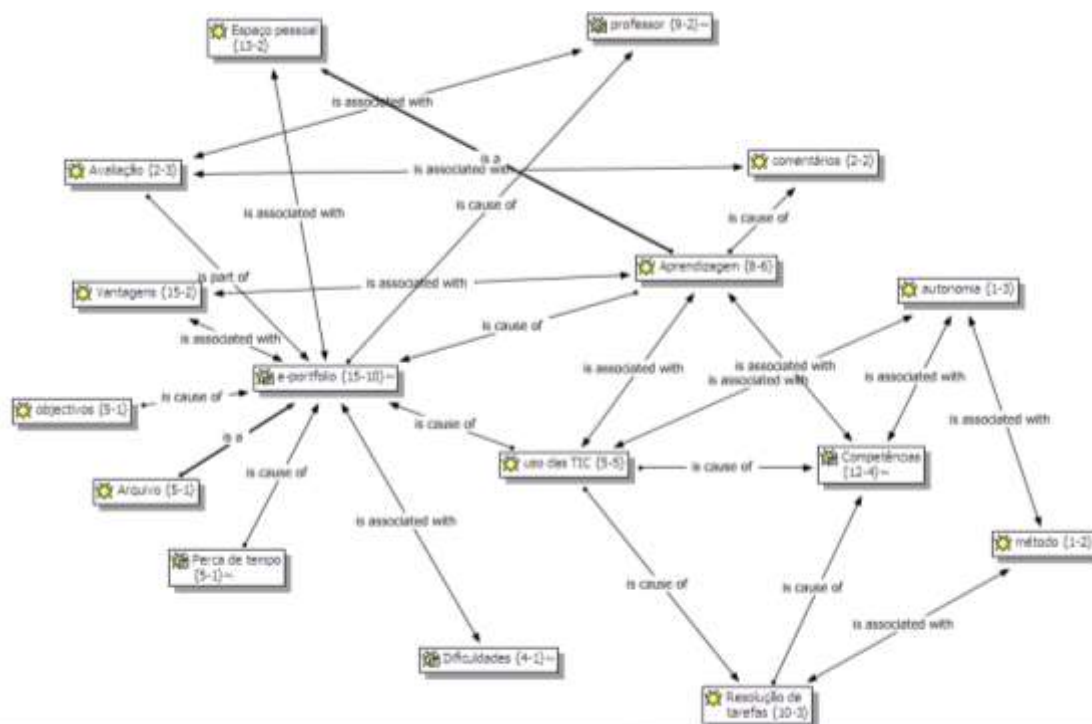 Espaço pessoal
{13-2}
professor {9-2}~
is associated with
is a
Avaliação {2-3}
is associated with
comentários {2-2}
is associated with
is cause of
is cause of
is part of
Aprendizagem {8-6}
Vantagens {15-2}
is associated with
autonomia {1-3}
is cause of
is associated with
is associated with
is associated with
e-portfolio {15-10}~
is associated with
is associated with
is cause of
objectivos {5-1}
is associated with
is cause of
is a
uso das TIC {5-5}
is cause of
Competências
{12-4}~
is cause of
Arquivo {5-1}
is associated with
método {1-2}
Perca de tempo
{5-1}~
is cause of
is cause of
is associated with
Dificuldades {4-1}~
Resolução de
tarefas {10-3}